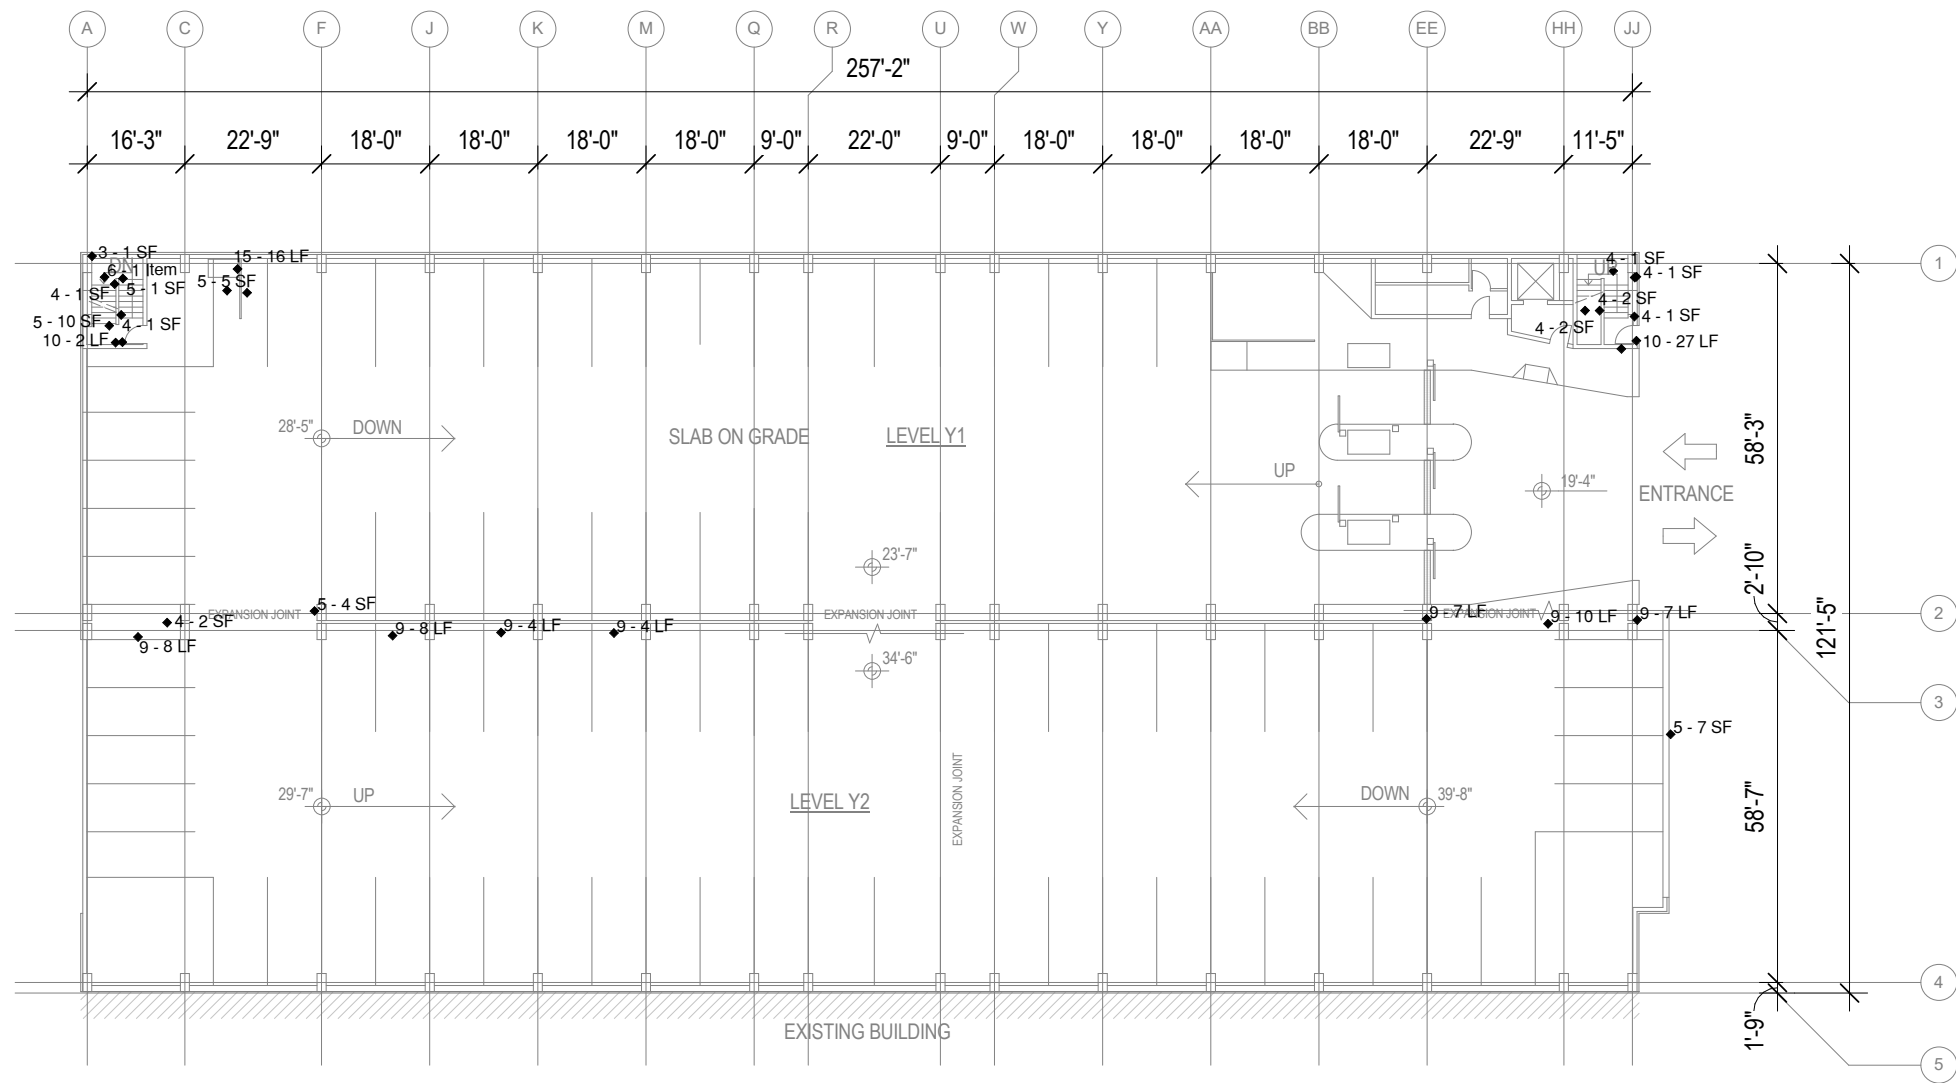 A C F J K M Q R U W Y AA BB EE HH JJ
257'-2"
16'-3" 22'-9" 18'-0" 18'-0" 18'-0" 18'-0" 9'-0" 22'-0" 9'-0" 18'-0" 18'-0" 18'-0" 18'-0" 22'-9" 11'-5"
3 - 1 SF
DN
6 - 1 Item
15 - 16 LF
4 - 1 SF
5 - 1 SF
5 - 5 SF
5 - 10 SF
4 - 1 SF
10 - 2 LF
4 - 1 SF
UP
4 - 1 SF
4 - 2 SF
4 - 2 SF
4 - 1 SF
10 - 27 LF
1
28'-5"
DOWN
SLAB ON GRADE
LEVEL Y1
UP
19'-4"
ENTRANCE
58'-3"
23'-7"
2'-10"
EXPANSION JOINT
5 - 4 SF
EXPANSION JOINT
9 - 7 LF
EXPANSION JOINT
9 - 10 LF
9 - 7 LF
2
4 - 2 SF
9 - 8 LF
9 - 8 LF
9 - 4 LF
9 - 4 LF
121'-5"
34'-6"
3
5 - 7 SF
29'-7"
UP
LEVEL Y2
EXPANSION JOINT
DOWN
39'-8"
58'-7"
4
EXISTING BUILDING
1'-9"
5